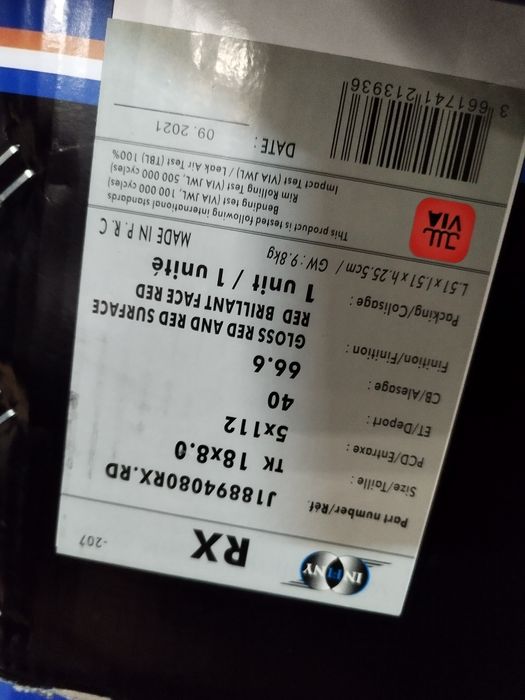 INFINY
RX
-207
Part number/Réf. J18894080RX.RD
Size/Taille : TK 18x8.0
PCD/Entraxe : 5x112
ET/Deport : 40
CB/Alesage : 66.6
Finition/Finition : GLOSS RED AND RED SURFACE
RED BRILLANT FACE RED
Packing/Colisage : 1 unit / 1 unité
L.51 x l.51 x h.25.5cm / GW : 9.8kg MADE IN P.R.C
JWL
VIA
This product is tested following international standards
Bending test (VIA JWL, 100 000 cycles)
Rim Rolling test (VIA JWL, 500 000 cycles)
Impact Test (VIA JWL) / Leak Air Test (TBL) 100%
DATE : 09.2021
3 661741 213936